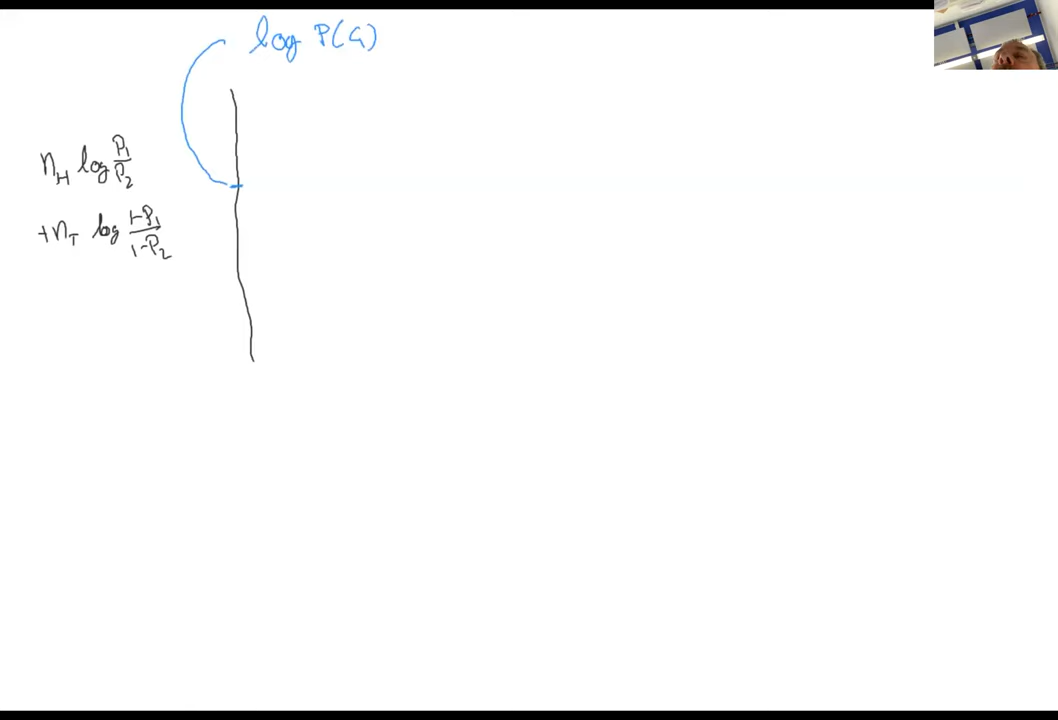 log P(G)
n_H log P₁/P₂
+n_T log 1-P₁/1-P₂